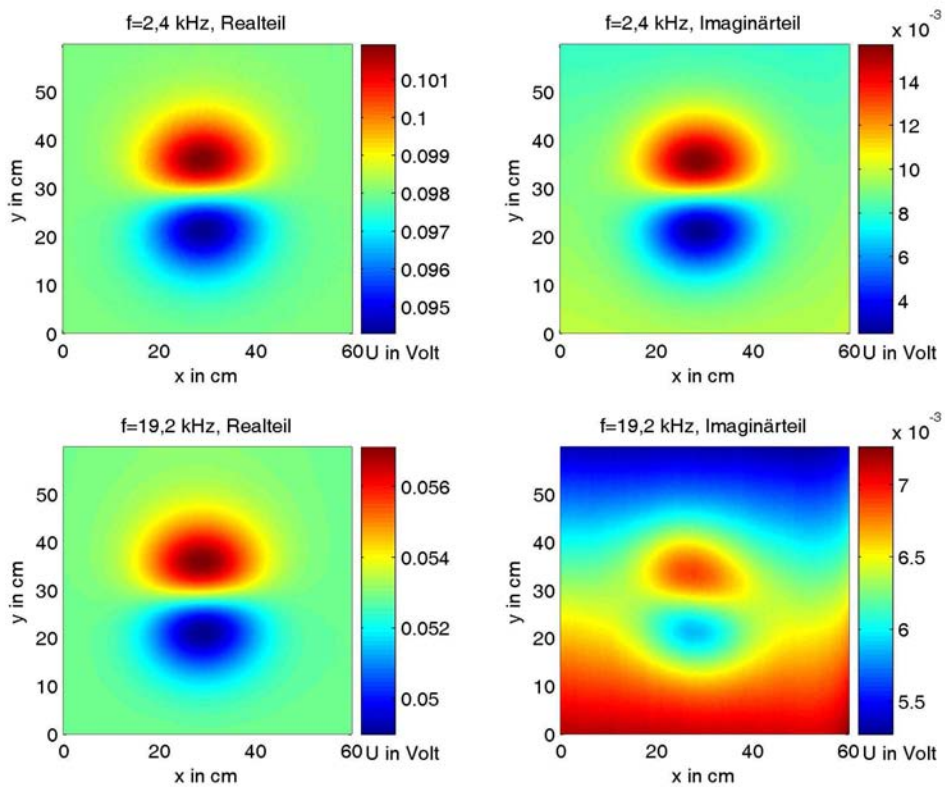 f=2,4 kHz, Realteil
0.101
0.1
0.099
0.098
0.097
0.096
0.095
50
40
30
20
10
0
y in cm
0 20 40 60
U in Volt
x in cm
f=2,4 kHz, Imaginärteil
x 10⁻³
14
12
10
8
6
4
50
40
30
20
10
0
y in cm
0 20 40 60
U in Volt
x in cm
f=19,2 kHz, Realteil
0.056
0.054
0.052
0.05
50
40
30
20
10
0
y in cm
0 20 40 60
U in Volt
x in cm
f=19,2 kHz, Imaginärteil
x 10⁻³
7
6.5
6
5.5
50
40
30
20
10
0
y in cm
0 20 40 60
U in Volt
x in cm